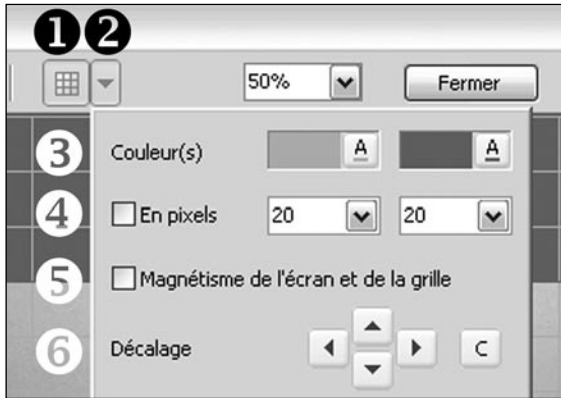 1 2
50% Fermer
3 Couleur(s) A A
4 En pixels 20 20
5 Magnétisme de l'écran et de la grille
6 Décalage C